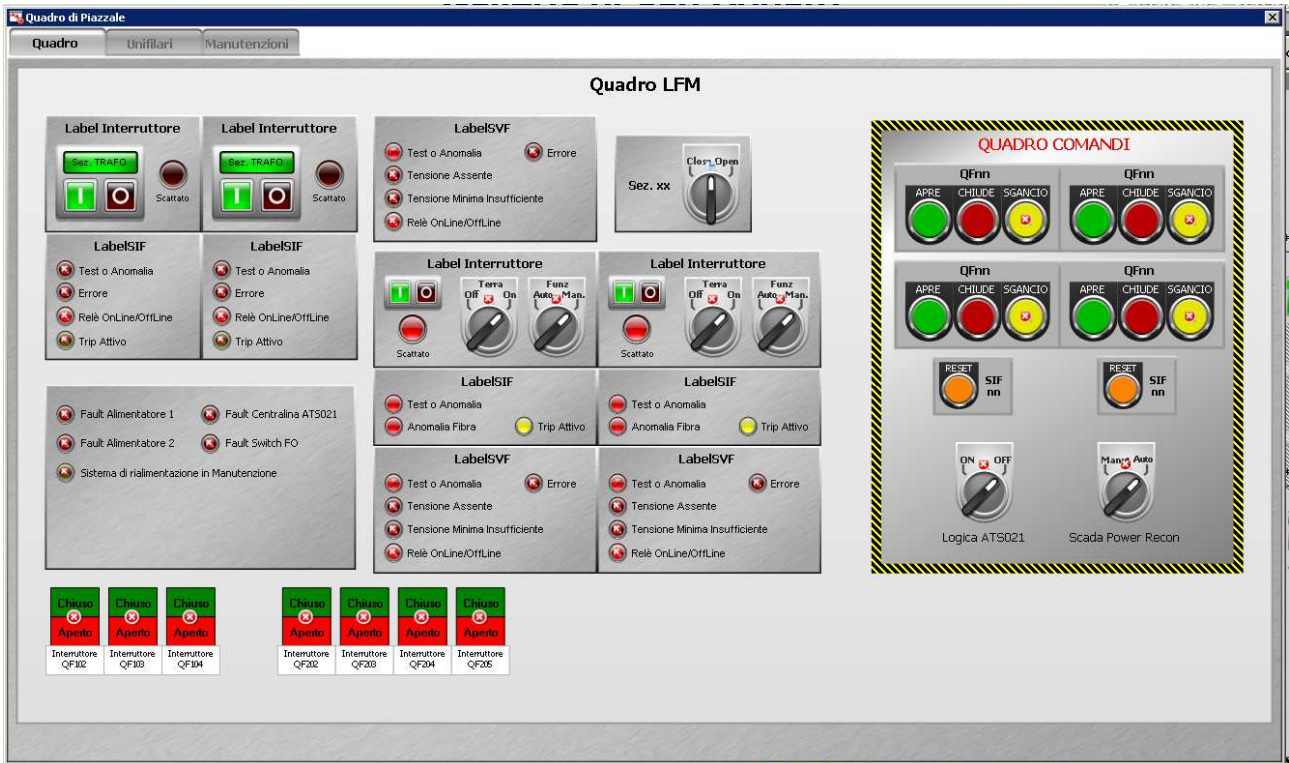 Quadro di Piazzale
Quadro
Unifilari
Manutenzioni
Quadro LFM
Label Interruttore
Sez. TRAFO
Scattato
Label Interruttore
Sez. TRAFO
Scattato
LabelSVF
Test o Anomalia
Errore
Tensione Assente
Tensione Minima Insufficiente
Relè OnLine/OffLine
Sez. xx
Open
LabelSIF
Test o Anomalia
Errore
Relè OnLine/OffLine
Trip Attivo
LabelSIF
Test o Anomalia
Errore
Relè OnLine/OffLine
Trip Attivo
Label Interruttore
Terra
Off On
Funz
Auto Man.
Scattato
Label Interruttore
Terra
Off On
Funz
Auto Man.
Scattato
LabelSIF
Test o Anomalia
Anomalia Fibra
Trip Attivo
LabelSIF
Test o Anomalia
Anomalia Fibra
Trip Attivo
Fault Alimentatore 1
Fault Centralina ATS021
Fault Alimentatore 2
Fault Switch FO
Sistema di rialimentazione in Manutenzione
LabelSVF
Test o Anomalia
Errore
Tensione Assente
Tensione Minima Insufficiente
Relè OnLine/OffLine
LabelSVF
Test o Anomalia
Errore
Tensione Assente
Tensione Minima Insufficiente
Relè OnLine/OffLine
QUADRO COMANDI
QFnn
APRE CHIUDE SGANCIO
QFnn
APRE CHIUDE SGANCIO
QFnn
APRE CHIUDE SGANCIO
QFnn
APRE CHIUDE SGANCIO
RESET
SIF
nn
RESET
SIF
nn
ON OFF
Logica ATS021
Auto
Scada Power Recon
Chiuso
Aperto
Interruttore
QF102
Chiuso
Aperto
Interruttore
QF103
Chiuso
Aperto
Interruttore
QF104
Chiuso
Aperto
Interruttore
QF202
Chiuso
Aperto
Interruttore
QF203
Chiuso
Aperto
Interruttore
QF204
Chiuso
Aperto
Interruttore
QF205